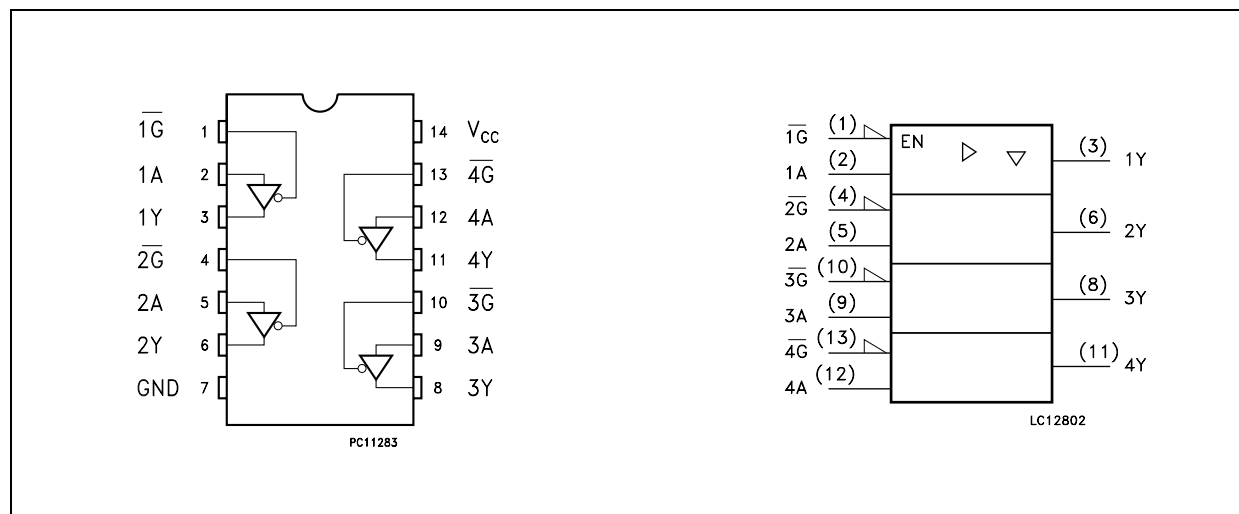 1G̅ 1 14 VCC
1A 2 13 4G̅
1Y 3 12 4A
2G̅ 4 11 4Y
2A 5 10 3G̅
2Y 6 9 3A
GND 7 8 3Y
PC11283
1G̅ (1) EN (3) 1Y
1A (2)
2G̅ (4) (6) 2Y
2A (5)
3G̅ (10) (8) 3Y
3A (9)
4G̅ (13) (11) 4Y
4A (12)
LC12802